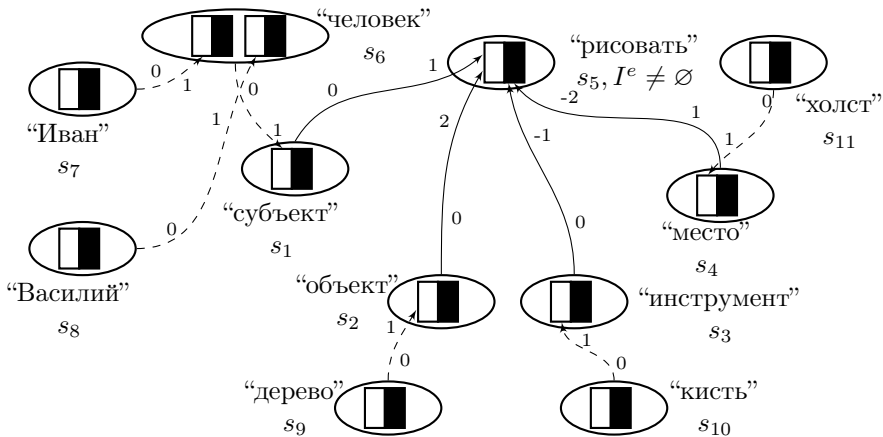 “человек”
s6
“рисовать”
s5, I^e ≠ ∅
“холст”
s11
“Иван”
s7
“субъект”
s1
“место”
s4
“Василий”
s8
“объект”
s2
“инструмент”
s3
“дерево”
s9
“кисть”
s10
0
1
0
1
0
1
1
0
2
0
-1
0
-2
1
0
1
1
0
1
0